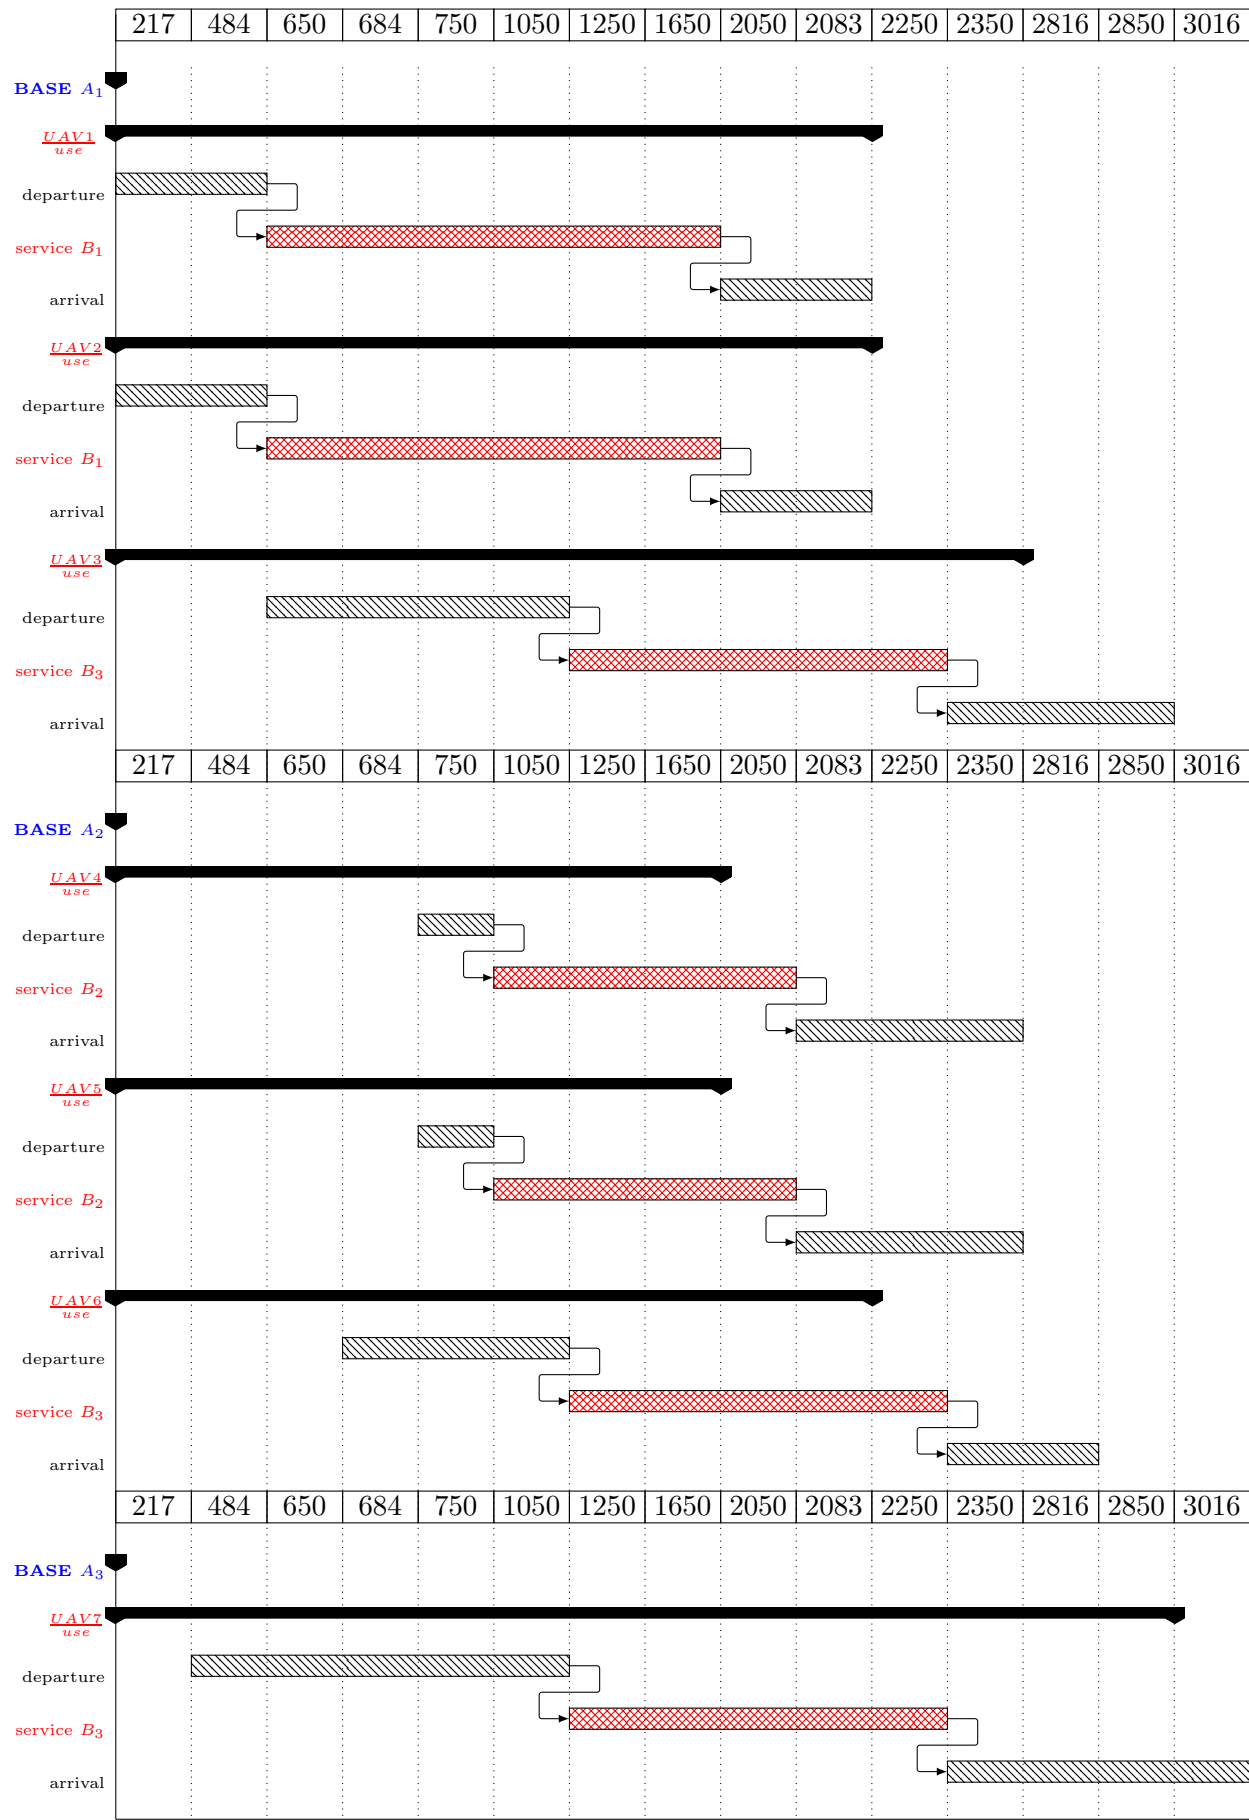 217 484 650 684 750 1050 1250 1650 2050 2083 2250 2350 2816 2850 3016
BASE A₁
UAV1
use
departure
service B₁
arrival
UAV2
use
departure
service B₁
arrival
UAV3
use
departure
service B₃
arrival
217 484 650 684 750 1050 1250 1650 2050 2083 2250 2350 2816 2850 3016
BASE A₂
UAV4
use
departure
service B₂
arrival
UAV5
use
departure
service B₂
arrival
UAV6
use
departure
service B₃
arrival
217 484 650 684 750 1050 1250 1650 2050 2083 2250 2350 2816 2850 3016
BASE A₃
UAV7
use
departure
service B₃
arrival